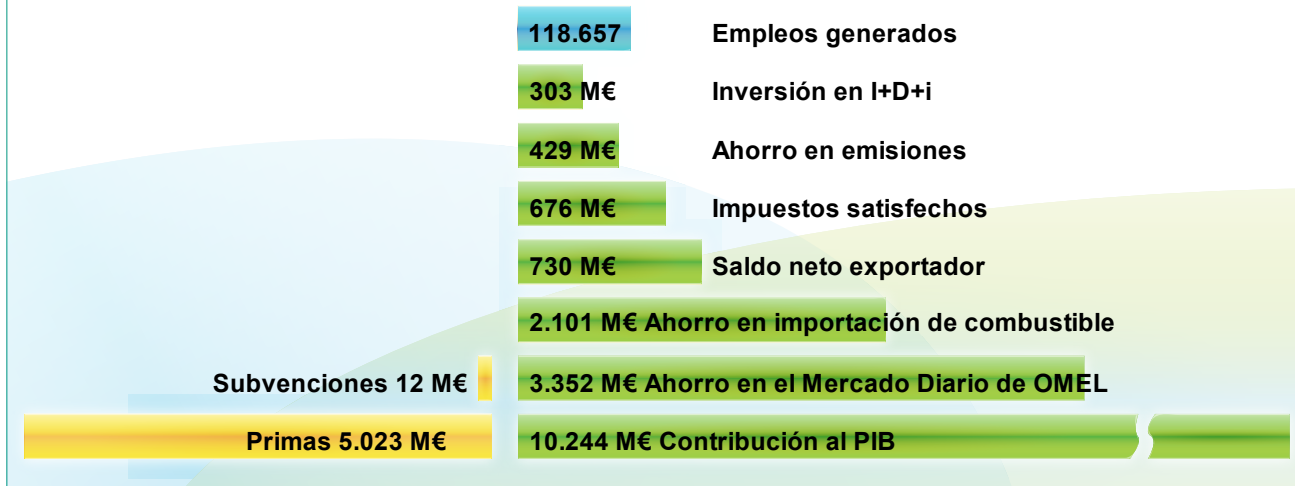 118.657 Empleos generados
303 M€ Inversión en I+D+i
429 M€ Ahorro en emisiones
676 M€ Impuestos satisfechos
730 M€ Saldo neto exportador
2.101 M€ Ahorro en importación de combustible
Subvenciones 12 M€ 3.352 M€ Ahorro en el Mercado Diario de OMEL
Primas 5.023 M€ 10.244 M€ Contribución al PIB